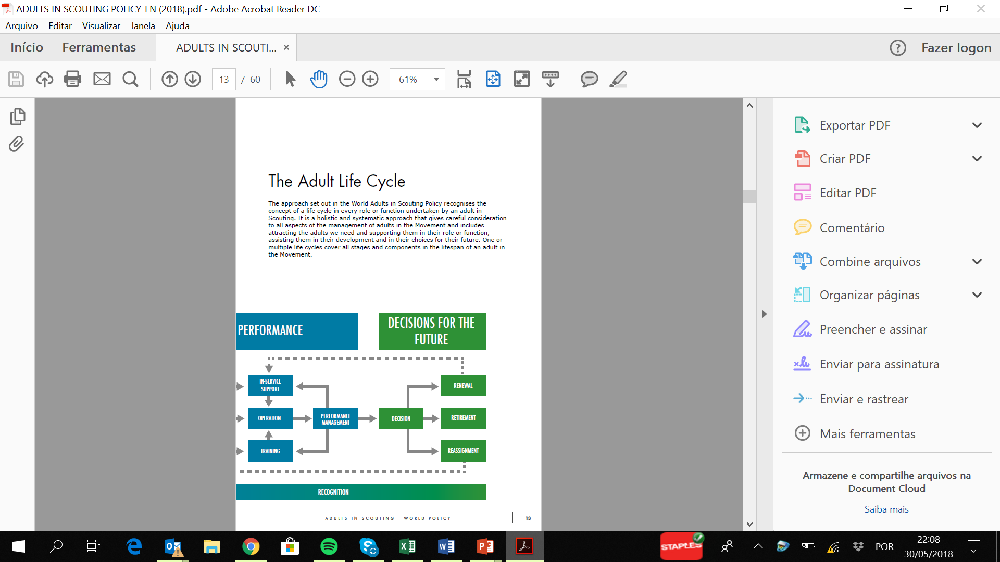 ADULTS IN SCOUTING POLICY_EN (2018).pdf - Adobe Acrobat Reader DC
Arquivo Editar Visualizar Janela Ajuda
Início Ferramentas ADULTS IN SCOUTI... Fazer logon
13 / 60 61%
The Adult Life Cycle
The approach set out in the World Adults in Scouting Policy recognises the
concept of a life cycle in every role or function undertaken by an adult in
Scouting. It is a holistic and systematic approach that gives careful consideration
to all aspects of the management of adults in the Movement and includes
attracting the adults we need and supporting them in their role or function,
assisting them in their development and in their choices for their future. One or
multiple life cycles cover all stages and components in the lifespan of an adult in
the Movement.
PERFORMANCE
DECISIONS FOR THE
FUTURE
IN-SERVICE
SUPPORT
RENEWAL
OPERATION
PERFORMANCE
MANAGEMENT
DECISION
RETIREMENT
TRAINING
REASSIGNMENT
RECOGNITION
ADULTS IN SCOUTING - WORLD POLICY 13
Exportar PDF
Criar PDF
Editar PDF
Comentário
Combine arquivos
Organizar páginas
Preencher e assinar
Enviar para assinatura
Enviar e rastrear
Mais ferramentas
Armazene e compartilhe arquivos na
Document Cloud
Saiba mais
STAPLES
POR
22:08
30/05/2018